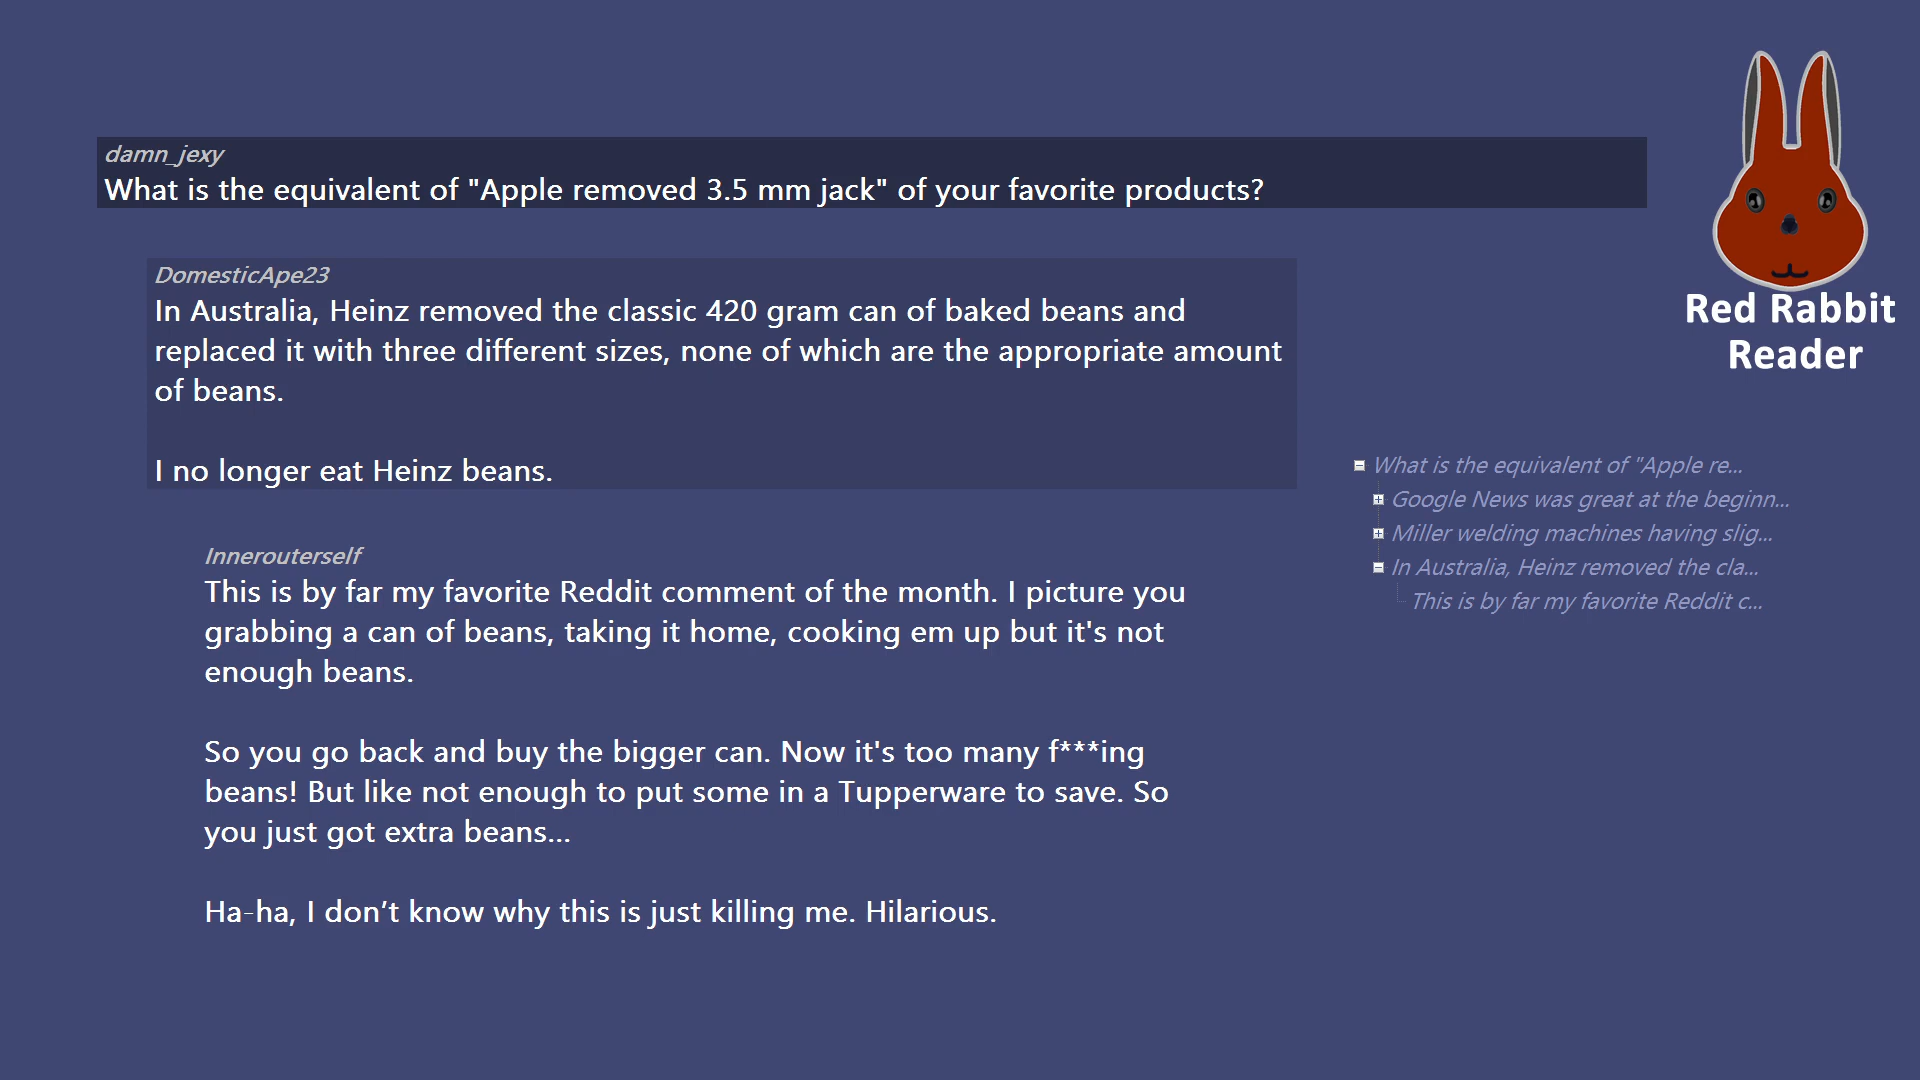 damn_jexy
What is the equivalent of "Apple removed 3.5 mm jack" of your favorite products?
DomesticApe23
In Australia, Heinz removed the classic 420 gram can of baked beans and
replaced it with three different sizes, none of which are the appropriate amount
of beans.
I no longer eat Heinz beans.
Innerouterself
This is by far my favorite Reddit comment of the month. I picture you
grabbing a can of beans, taking it home, cooking em up but it's not
enough beans.
So you go back and buy the bigger can. Now it's too many f***ing
beans! But like not enough to put some in a Tupperware to save. So
you just got extra beans...
Ha-ha, I don’t know why this is just killing me. Hilarious.
Red Rabbit
Reader
What is the equivalent of "Apple re...
Google News was great at the beginn...
Miller welding machines having slig...
In Australia, Heinz removed the cla...
This is by far my favorite Reddit c...